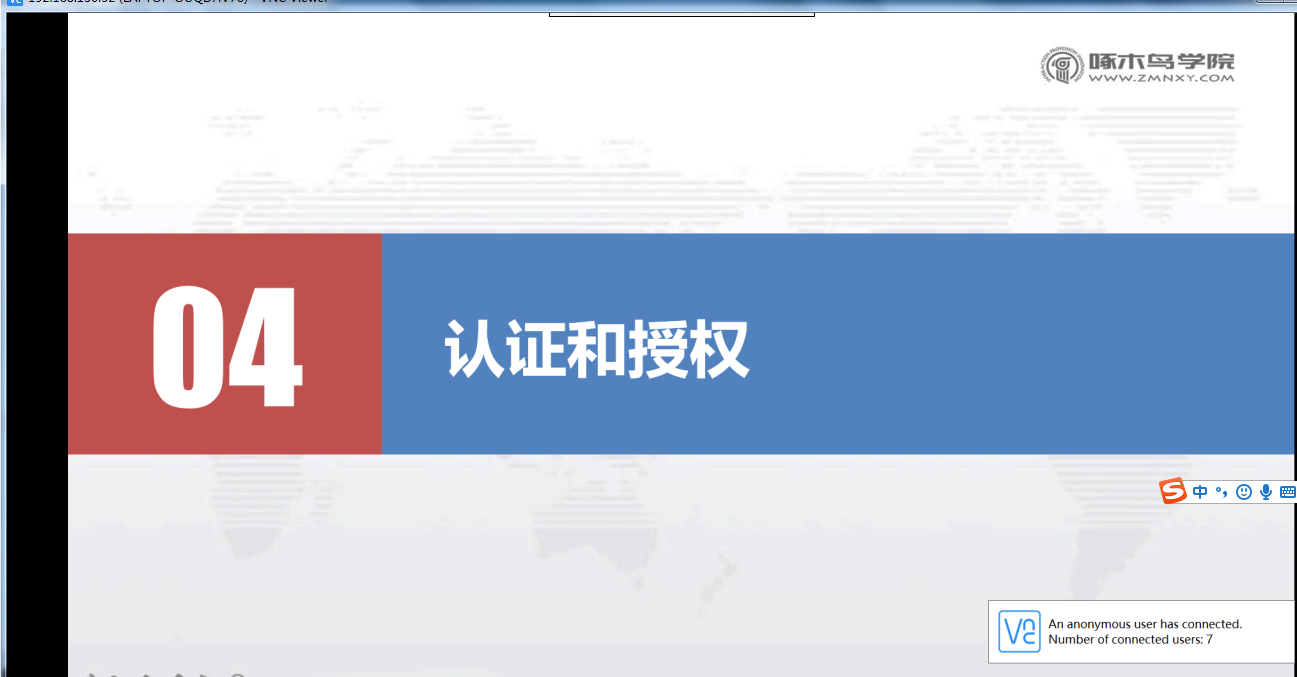 啄木鸟学院
WWW.ZMNXY.COM
04
认证和授权
中
An anonymous user has connected.
Number of connected users: 7